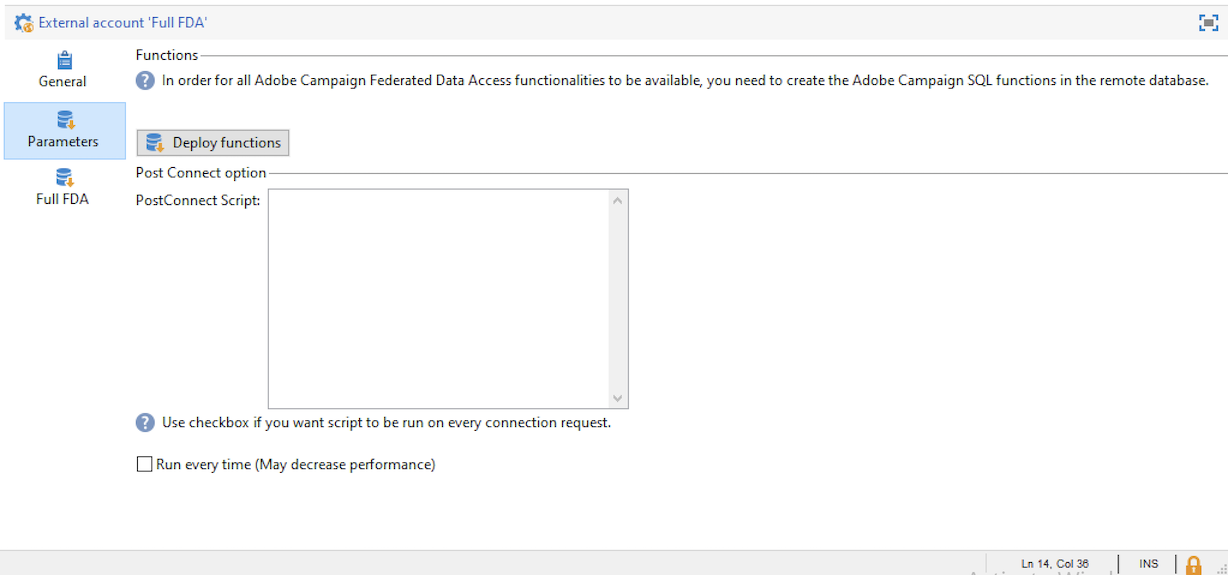 External account 'Full FDA'
General
Parameters
Full FDA
Functions
In order for all Adobe Campaign Federated Data Access functionalities to be available, you need to create the Adobe Campaign SQL functions in the remote database.
Deploy functions
Post Connect option
PostConnect Script:
Use checkbox if you want script to be run on every connection request.
Run every time (May decrease performance)
Ln 14, Col 36
INS